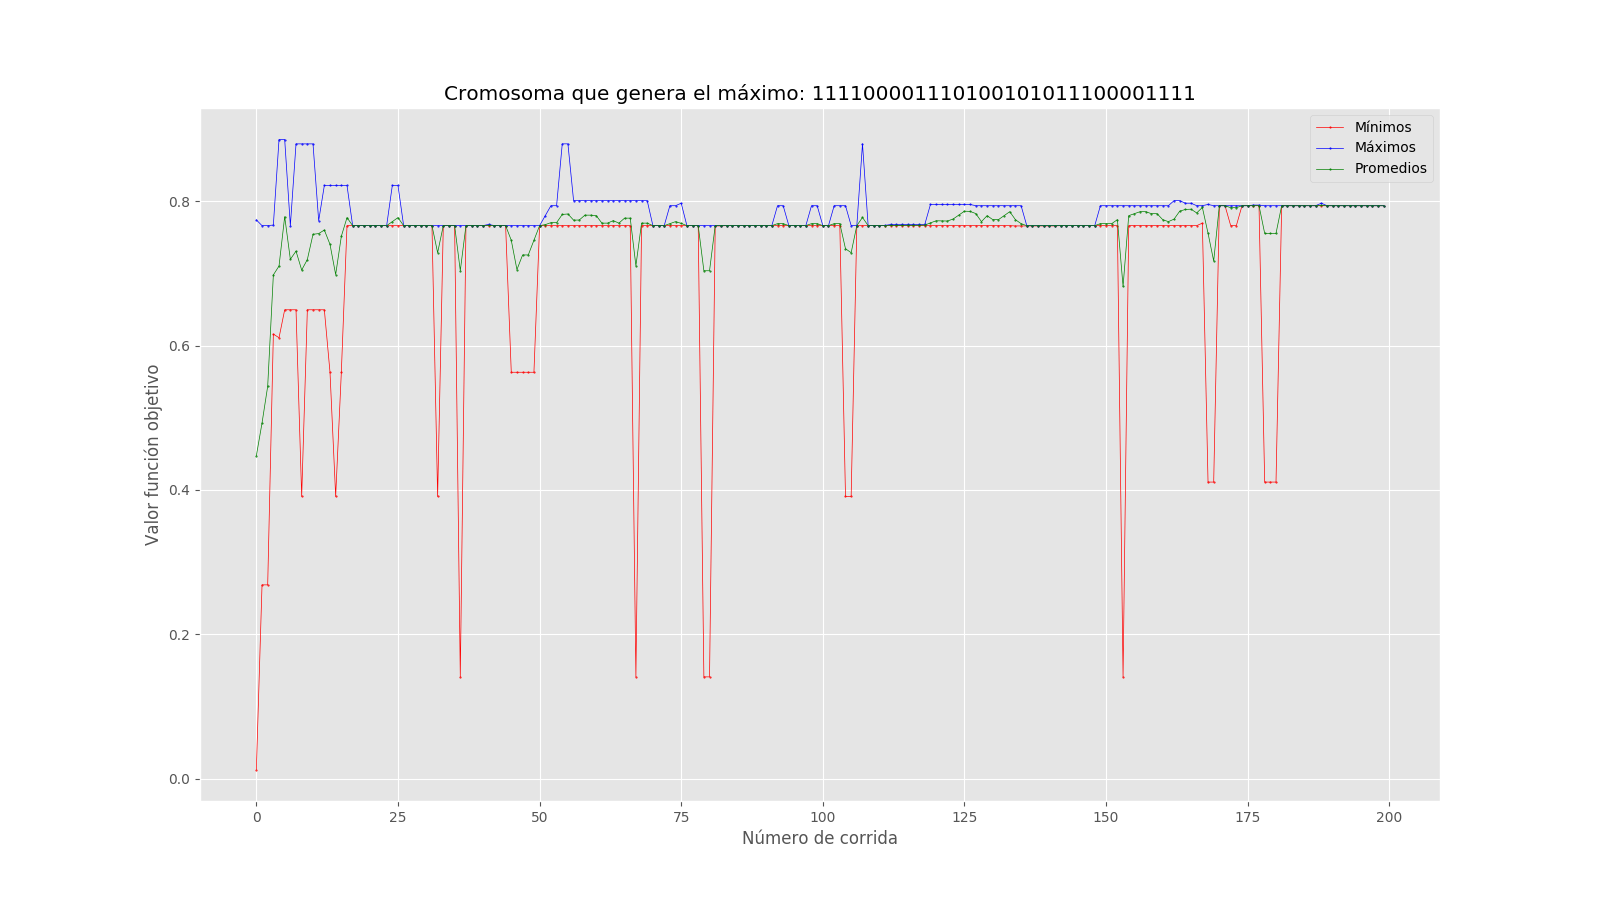 Cromosoma que genera el máximo: 111100001110100101011100001111
Mínimos
Máximos
Promedios
Valor función objetivo
0.8
0.6
0.4
0.2
0.0
0 25 50 75 100 125 150 175 200
Número de corrida